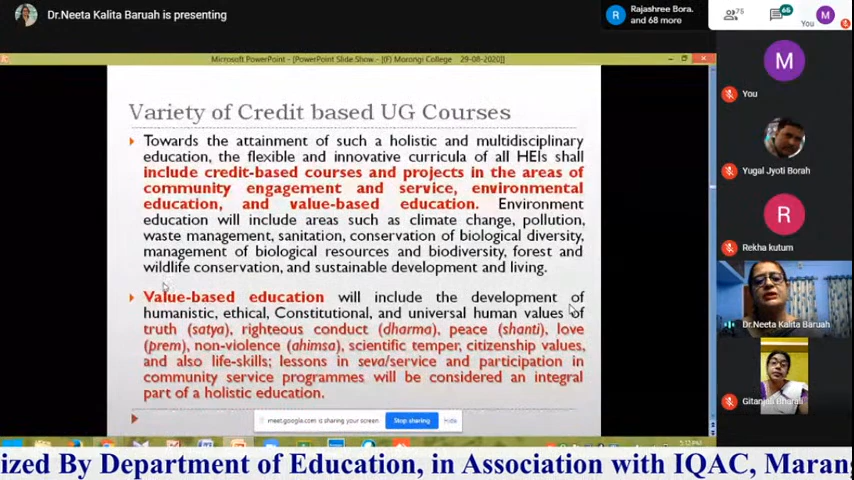 Dr.Neeta Kalita Baruah is presenting
Rajashree Bora.
and 68 more
R
75
66
You
M
Microsoft PowerPoint - [PowerPoint Slide Show - [(F) Morongi College 29-08-2020]]
Variety of Credit based UG Courses
Towards the attainment of such a holistic and multidisciplinary
education, the flexible and innovative curricula of all HEIs shall
include credit-based courses and projects in the areas of
community engagement and service, environmental
education, and value-based education. Environment
education will include areas such as climate change, pollution,
waste management, sanitation, conservation of biological diversity,
management of biological resources and biodiversity, forest and
wildlife conservation, and sustainable development and living.
Value-based education will include the development of
humanistic, ethical, Constitutional, and universal human values of
truth (satya), righteous conduct (dharma), peace (shanti), love
(prem), non-violence (ahimsa), scientific temper, citizenship values,
and also life-skills; lessons in seva/service and participation in
community service programmes will be considered an integral
part of a holistic education.
meet.google.com is sharing your screen.
Stop sharing
Hide
M
You
Yugal Jyoti Borah
R
Rekha kutum
Dr.Neeta Kalita Baruah
Gitanjali Bharali
ized By Department of Education, in Association with IQAC, Marang